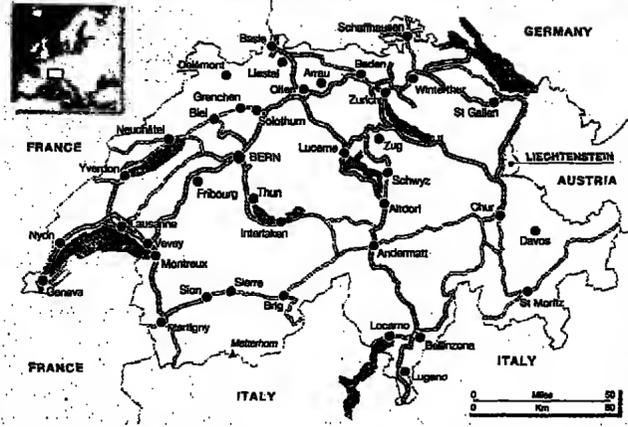 Schaffhausen
GERMANY
Basle
Delémont
Liestal
Arrau
Baden
Olten
Zurich
Winterthur
St Gallen
Grenchen
Biel
Solothurn
Neuchâtel
FRANCE
Lucerne
Zug
LIECHTENSTEIN
AUSTRIA
Yverdon
BERN
Schwyz
Fribourg
Thun
Altdorf
Chur
Davos
Interlaken
Nyon
Lausanne
Vevey
Montreux
Andermatt
Geneva
Sion
Sierre
Brig
St Moritz
Martigny
Matterhorn
Locarno
Bellinzona
ITALY
Lugano
FRANCE
ITALY
0 Miles 50
0 Km 80